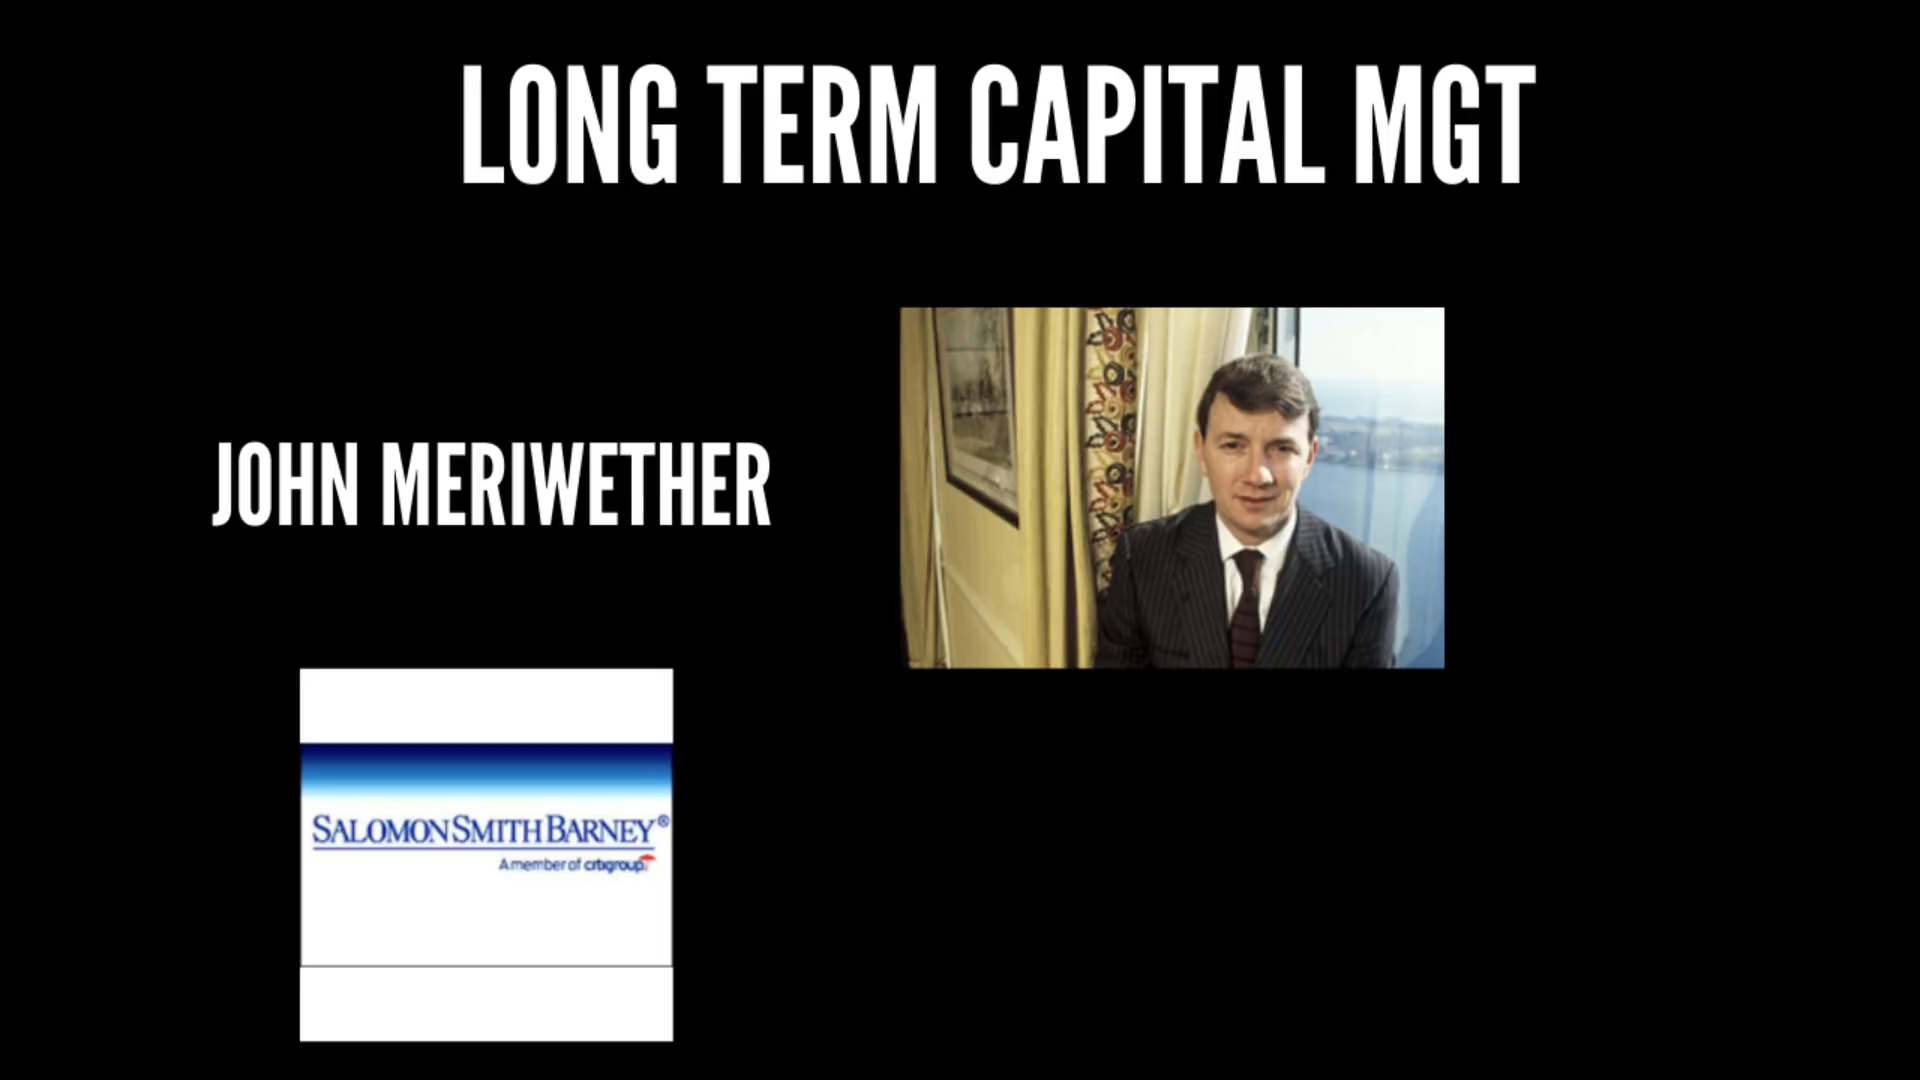 LONG TERM CAPITAL MGT
JOHN MERIWETHER
SALOMON SMITH BARNEY®
A member of citigroup